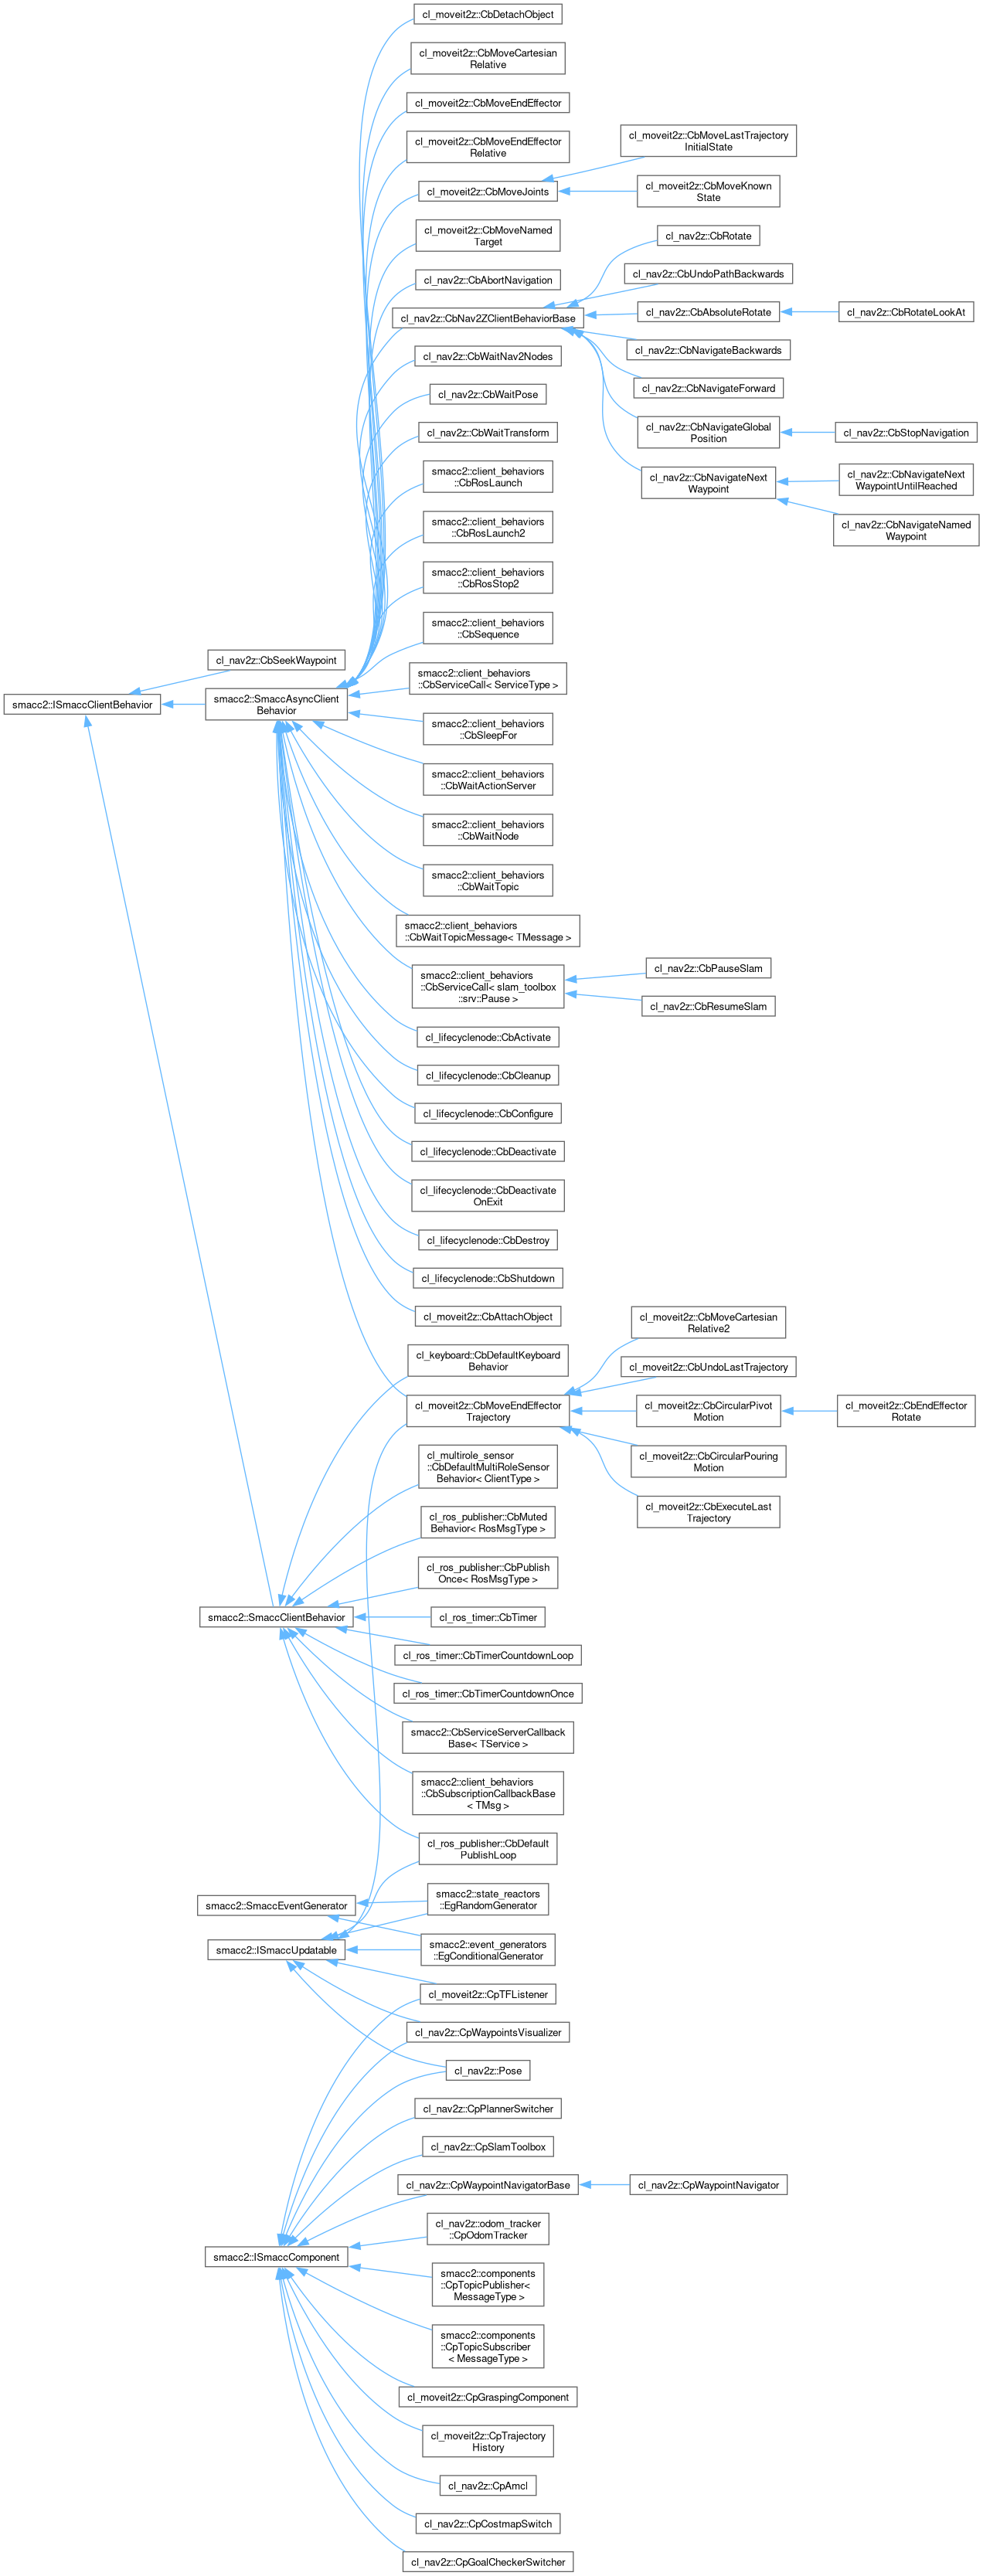 cl_moveit2z::CbDetachObject
cl_moveit2z::CbMoveCartesian
Relative
cl_moveit2z::CbMoveEndEffector
cl_moveit2z::CbMoveEndEffector
Relative
cl_moveit2z::CbMoveLastTrajectory
InitialState
cl_moveit2z::CbMoveJoints
cl_moveit2z::CbMoveKnown
State
cl_moveit2z::CbMoveNamed
Target
cl_nav2z::CbRotate
cl_nav2z::CbAbortNavigation
cl_nav2z::CbUndoPathBackwards
cl_nav2z::CbNav2ZClientBehaviorBase
cl_nav2z::CbAbsoluteRotate
cl_nav2z::CbRotateLookAt
cl_nav2z::CbWaitNav2Nodes
cl_nav2z::CbNavigateBackwards
cl_nav2z::CbWaitPose
cl_nav2z::CbNavigateForward
cl_nav2z::CbWaitTransform
cl_nav2z::CbNavigateGlobal
Position
cl_nav2z::CbStopNavigation
smacc2::client_behaviors
::CbRosLaunch
cl_nav2z::CbNavigateNext
Waypoint
cl_nav2z::CbNavigateNext
WaypointUntilReached
smacc2::client_behaviors
::CbRosLaunch2
cl_nav2z::CbNavigateNamed
Waypoint
smacc2::client_behaviors
::CbRosStop2
smacc2::client_behaviors
::CbSequence
cl_nav2z::CbSeekWaypoint
smacc2::client_behaviors
::CbServiceCall< ServiceType >
smacc2::ISmaccClientBehavior
smacc2::SmaccAsyncClient
Behavior
smacc2::client_behaviors
::CbSleepFor
smacc2::client_behaviors
::CbWaitActionServer
smacc2::client_behaviors
::CbWaitNode
smacc2::client_behaviors
::CbWaitTopic
smacc2::client_behaviors
::CbWaitTopicMessage< TMessage >
smacc2::client_behaviors
::CbServiceCall< slam_toolbox
::srv::Pause >
cl_nav2z::CbPauseSlam
cl_nav2z::CbResumeSlam
cl_lifecyclenode::CbActivate
cl_lifecyclenode::CbCleanup
cl_lifecyclenode::CbConfigure
cl_lifecyclenode::CbDeactivate
cl_lifecyclenode::CbDeactivate
OnExit
cl_lifecyclenode::CbDestroy
cl_lifecyclenode::CbShutdown
cl_moveit2z::CbAttachObject
cl_moveit2z::CbMoveCartesian
Relative2
cl_keyboard::CbDefaultKeyboard
Behavior
cl_moveit2z::CbUndoLastTrajectory
cl_moveit2z::CbMoveEndEffector
Trajectory
cl_moveit2z::CbCircularPivot
Motion
cl_moveit2z::CbEndEffector
Rotate
cl_multirole_sensor
::CbDefaultMultiRoleSensor
Behavior< ClientType >
cl_moveit2z::CbCircularPouring
Motion
cl_ros_publisher::CbMuted
Behavior< RosMsgType >
cl_moveit2z::CbExecuteLast
Trajectory
cl_ros_publisher::CbPublish
Once< RosMsgType >
smacc2::SmaccClientBehavior
cl_ros_timer::CbTimer
cl_ros_timer::CbTimerCountdownLoop
cl_ros_timer::CbTimerCountdownOnce
smacc2::CbServiceServerCallback
Base< TService >
smacc2::client_behaviors
::CbSubscriptionCallbackBase
< TMsg >
cl_ros_publisher::CbDefault
PublishLoop
smacc2::SmaccEventGenerator
smacc2::state_reactors
::EgRandomGenerator
smacc2::ISmaccUpdatable
smacc2::event_generators
::EgConditionalGenerator
cl_moveit2z::CpTFListener
cl_nav2z::CpWaypointsVisualizer
cl_nav2z::Pose
cl_nav2z::CpPlannerSwitcher
cl_nav2z::CpSlamToolbox
cl_nav2z::CpWaypointNavigatorBase
cl_nav2z::CpWaypointNavigator
cl_nav2z::odom_tracker
::CpOdomTracker
smacc2::ISmaccComponent
smacc2::components
::CpTopicPublisher<
MessageType >
smacc2::components
::CpTopicSubscriber
< MessageType >
cl_moveit2z::CpGraspingComponent
cl_moveit2z::CpTrajectory
History
cl_nav2z::CpAmcl
cl_nav2z::CpCostmapSwitch
cl_nav2z::CpGoalCheckerSwitcher